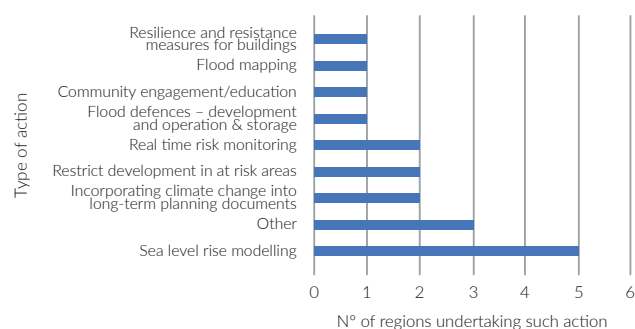 Resilience and resistance
measures for buildings
Flood mapping
Community engagement/education
Flood defences – development
and operation & storage
Real time risk monitoring
Restrict development in at risk areas
Incorporating climate change into
long-term planning documents
Other
Sea level rise modelling
Type of action
0 1 2 3 4 5 6
N° of regions undertaking such action